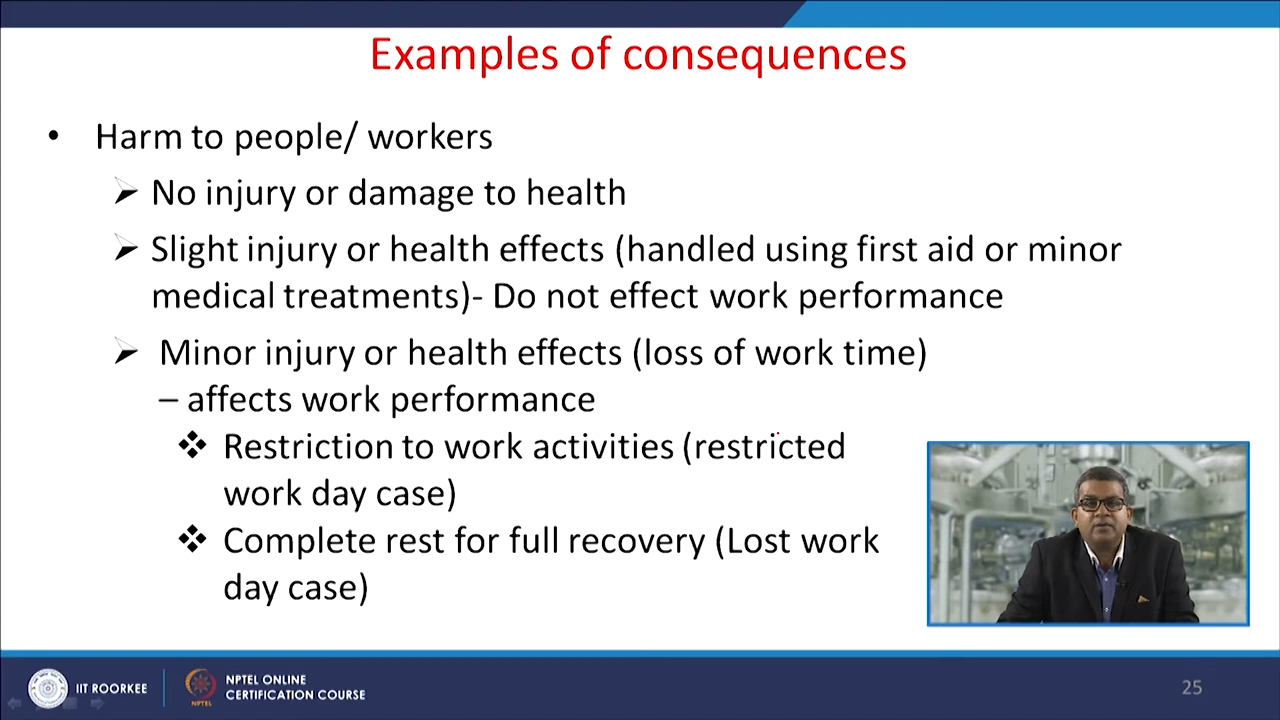 Examples of consequences
• Harm to people/ workers
➢ No injury or damage to health
➢ Slight injury or health effects (handled using first aid or minor
medical treatments)- Do not effect work performance
➢ Minor injury or health effects (loss of work time)
– affects work performance
❖ Restriction to work activities (restricted
work day case)
❖ Complete rest for full recovery (Lost work
day case)
IIT ROORKEE
NPTEL
NPTEL ONLINE
CERTIFICATION COURSE
25